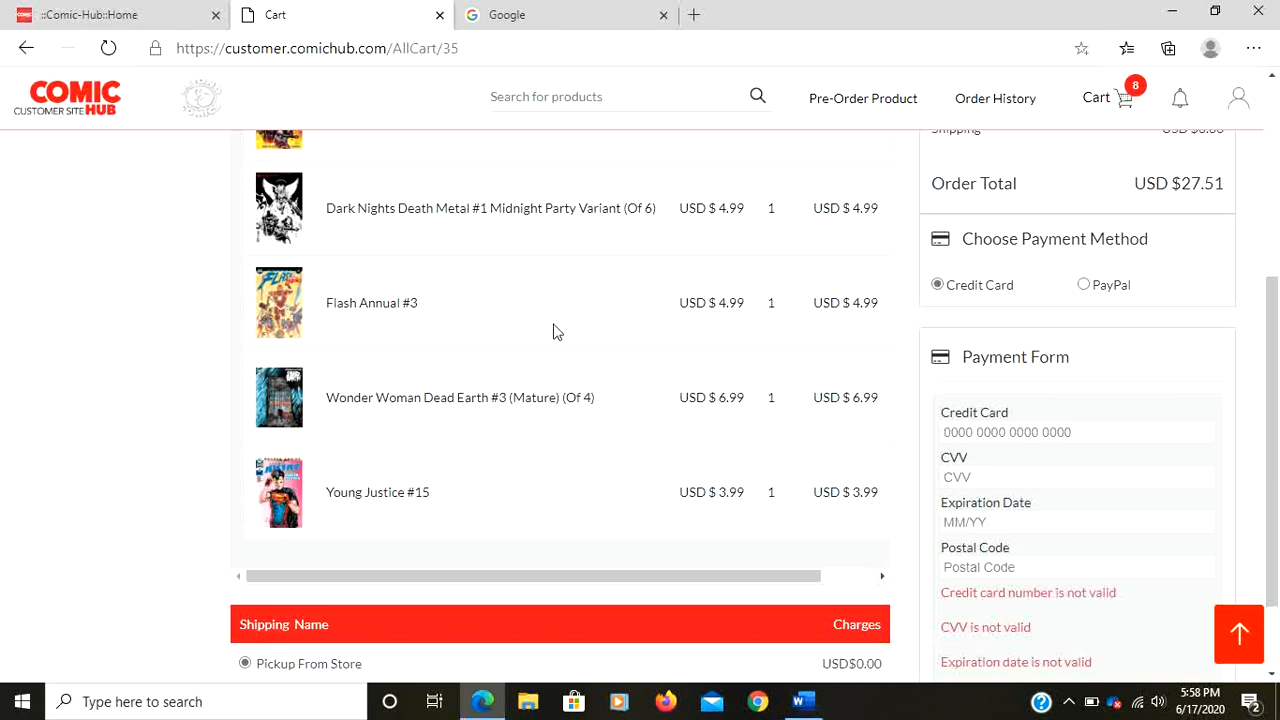 ::Comic-Hub::Home
Cart
Google
https://customer.comichub.com/AllCart/35
COMIC
CUSTOMER SITE HUB
Search for products
Pre-Order Product
Order History
Cart 8
Shipping USD $0.00
Dark Nights Death Metal #1 Midnight Party Variant (Of 6) USD $ 4.99 1 USD $ 4.99
Order Total USD $27.51
Choose Payment Method
Credit Card PayPal
Flash Annual #3 USD $ 4.99 1 USD $ 4.99
Payment Form
Wonder Woman Dead Earth #3 (Mature) (Of 4) USD $ 6.99 1 USD $ 6.99
Credit Card
0000 0000 0000 0000
CVV
CVV
Young Justice #15 USD $ 3.99 1 USD $ 3.99
Expiration Date
MM/YY
Postal Code
Postal Code
Credit card number is not valid
CVV is not valid
Expiration date is not valid
Shipping Name Charges
Pickup From Store USD$0.00
Type here to search
5:58 PM
6/17/2020
2